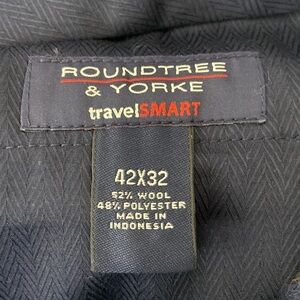 ROUNDTREE
& YORKE
travelSMART
42X32
52% WOOL
48% POLYESTER
MADE IN
INDONESIA